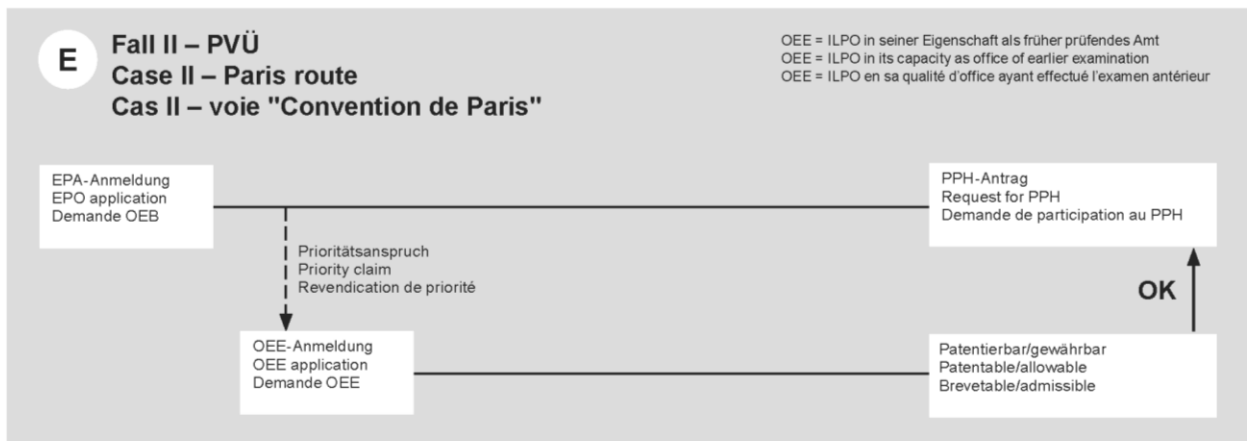 E
Fall II – PVÜ
Case II – Paris route
Cas II – voie "Convention de Paris"
OEE = ILPO in seiner Eigenschaft als früher prüfendes Amt
OEE = ILPO in its capacity as office of earlier examination
OEE = ILPO en sa qualité d'office ayant effectué l'examen antérieur
EPA-Anmeldung
EPO application
Demande OEB
PPH-Antrag
Request for PPH
Demande de participation au PPH
Prioritätsanspruch
Priority claim
Revendication de priorité
OK
OEE-Anmeldung
OEE application
Demande OEE
Patentierbar/gewährbar
Patentable/allowable
Brevetable/admissible